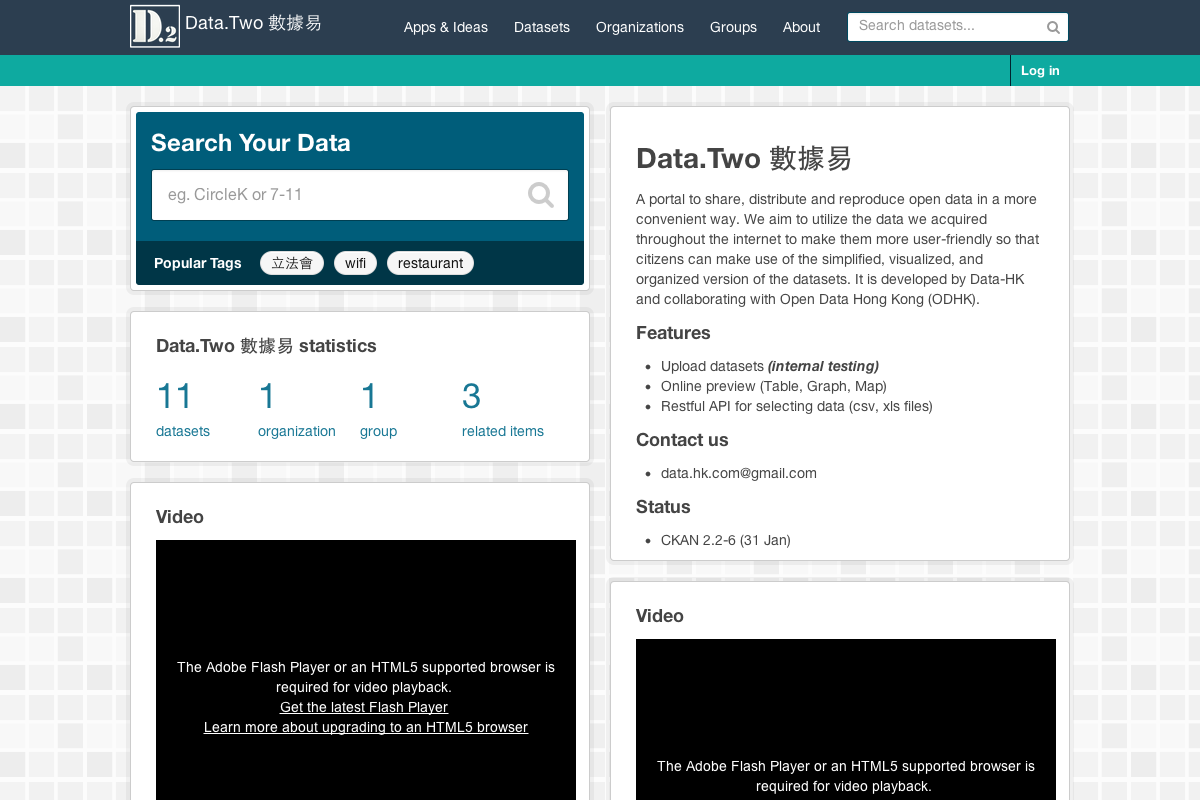 D.2 Data.Two 數據易
Apps & Ideas Datasets Organizations Groups About
Search datasets...
Log in
Search Your Data
eg. CircleK or 7-11
Popular Tags 立法會 wifi restaurant
Data.Two 數據易 statistics
11 datasets
1 organization
1 group
3 related items
Video
The Adobe Flash Player or an HTML5 supported browser is
required for video playback.
Get the latest Flash Player
Learn more about upgrading to an HTML5 browser
Data.Two 數據易
A portal to share, distribute and reproduce open data in a more
convenient way. We aim to utilize the data we acquired
throughout the internet to make them more user-friendly so that
citizens can make use of the simplified, visualized, and
organized version of the datasets. It is developed by Data-HK
and collaborating with Open Data Hong Kong (ODHK).
Features
• Upload datasets (internal testing)
• Online preview (Table, Graph, Map)
• Restful API for selecting data (csv, xls files)
Contact us
• data.hk.com@gmail.com
Status
• CKAN 2.2-6 (31 Jan)
Video
The Adobe Flash Player or an HTML5 supported browser is
required for video playback.